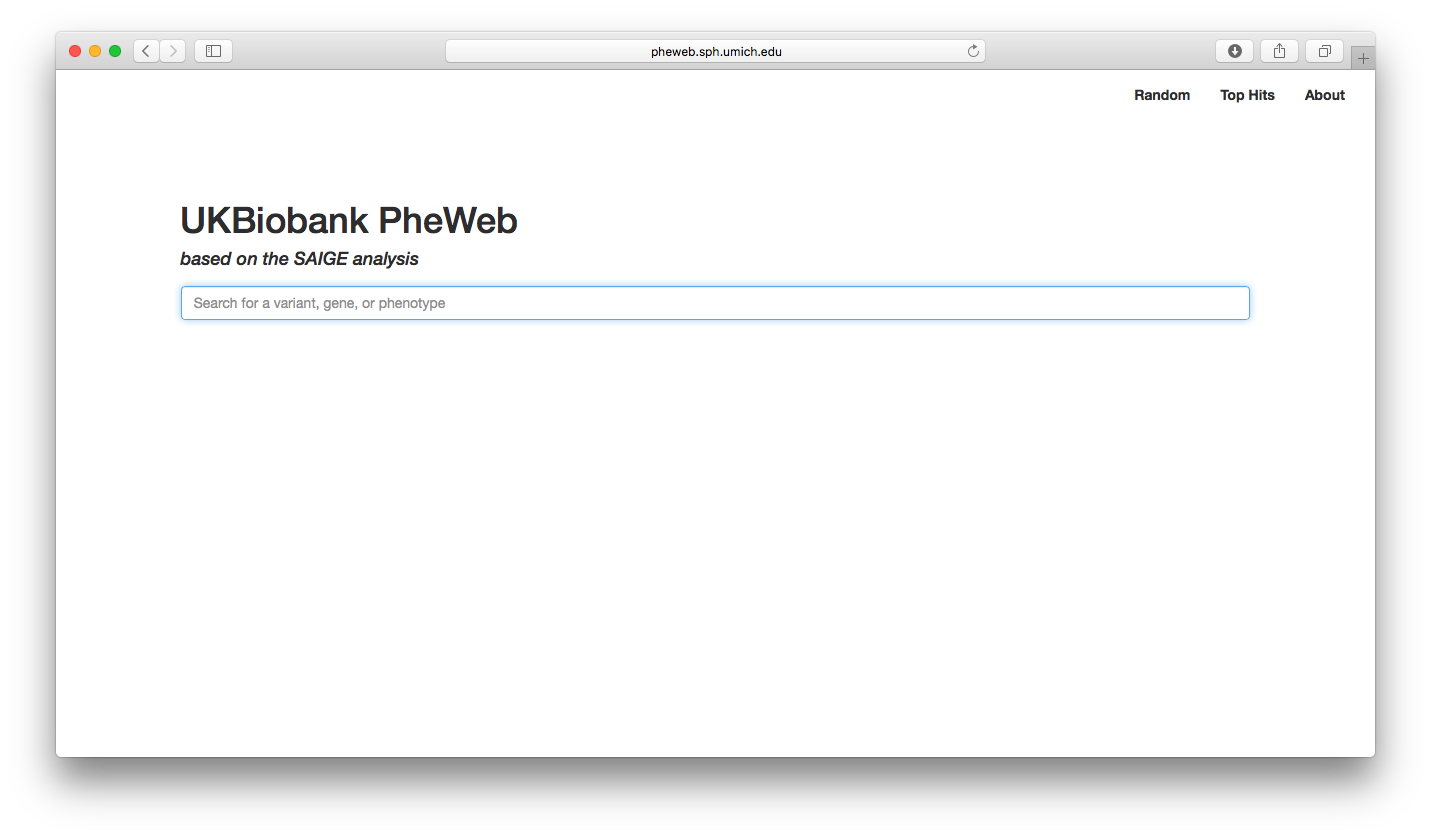 pheweb.sph.umich.edu
Random Top Hits About
UKBiobank PheWeb
based on the SAIGE analysis
Search for a variant, gene, or phenotype